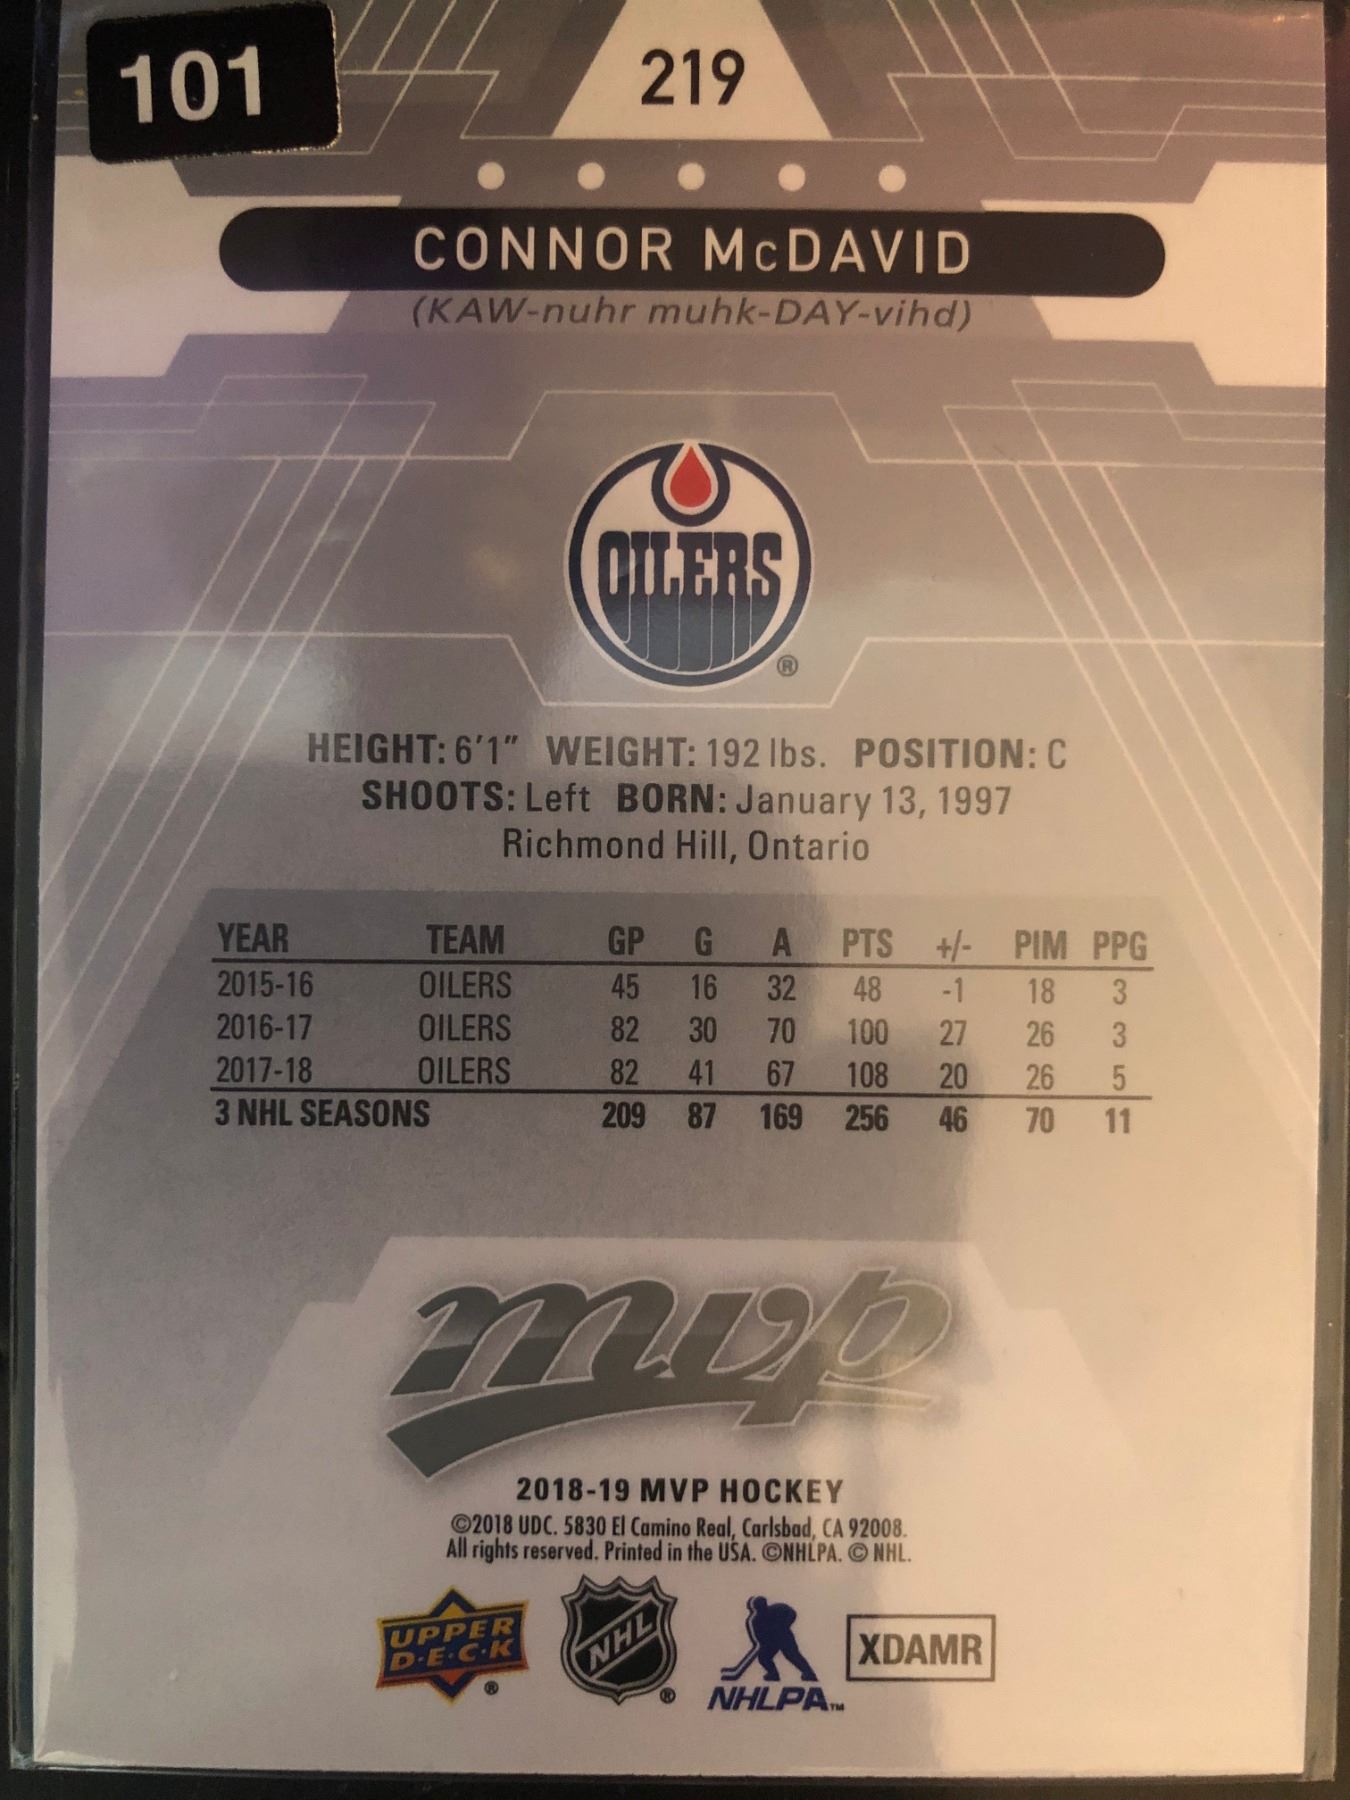 101
219
CONNOR McDAVID
(KAW-nuhr muhk-DAY-vihd)
OILERS
®
HEIGHT: 6'1" WEIGHT: 192 lbs. POSITION: C
SHOOTS: Left BORN: January 13, 1997
Richmond Hill, Ontario
YEAR TEAM GP G A PTS +/- PIM PPG
2015-16 OILERS 45 16 32 48 -1 18 3
2016-17 OILERS 82 30 70 100 27 26 3
2017-18 OILERS 82 41 67 108 20 26 5
3 NHL SEASONS 209 87 169 256 46 70 11
mvp
2018-19 MVP HOCKEY
©2018 UDC. 5830 El Camino Real, Carlsbad, CA 92008.
All rights reserved. Printed in the USA. ©NHLPA. © NHL.
UPPER
D·E·C·K
®
NHL
®
NHLPA™
XDAMR